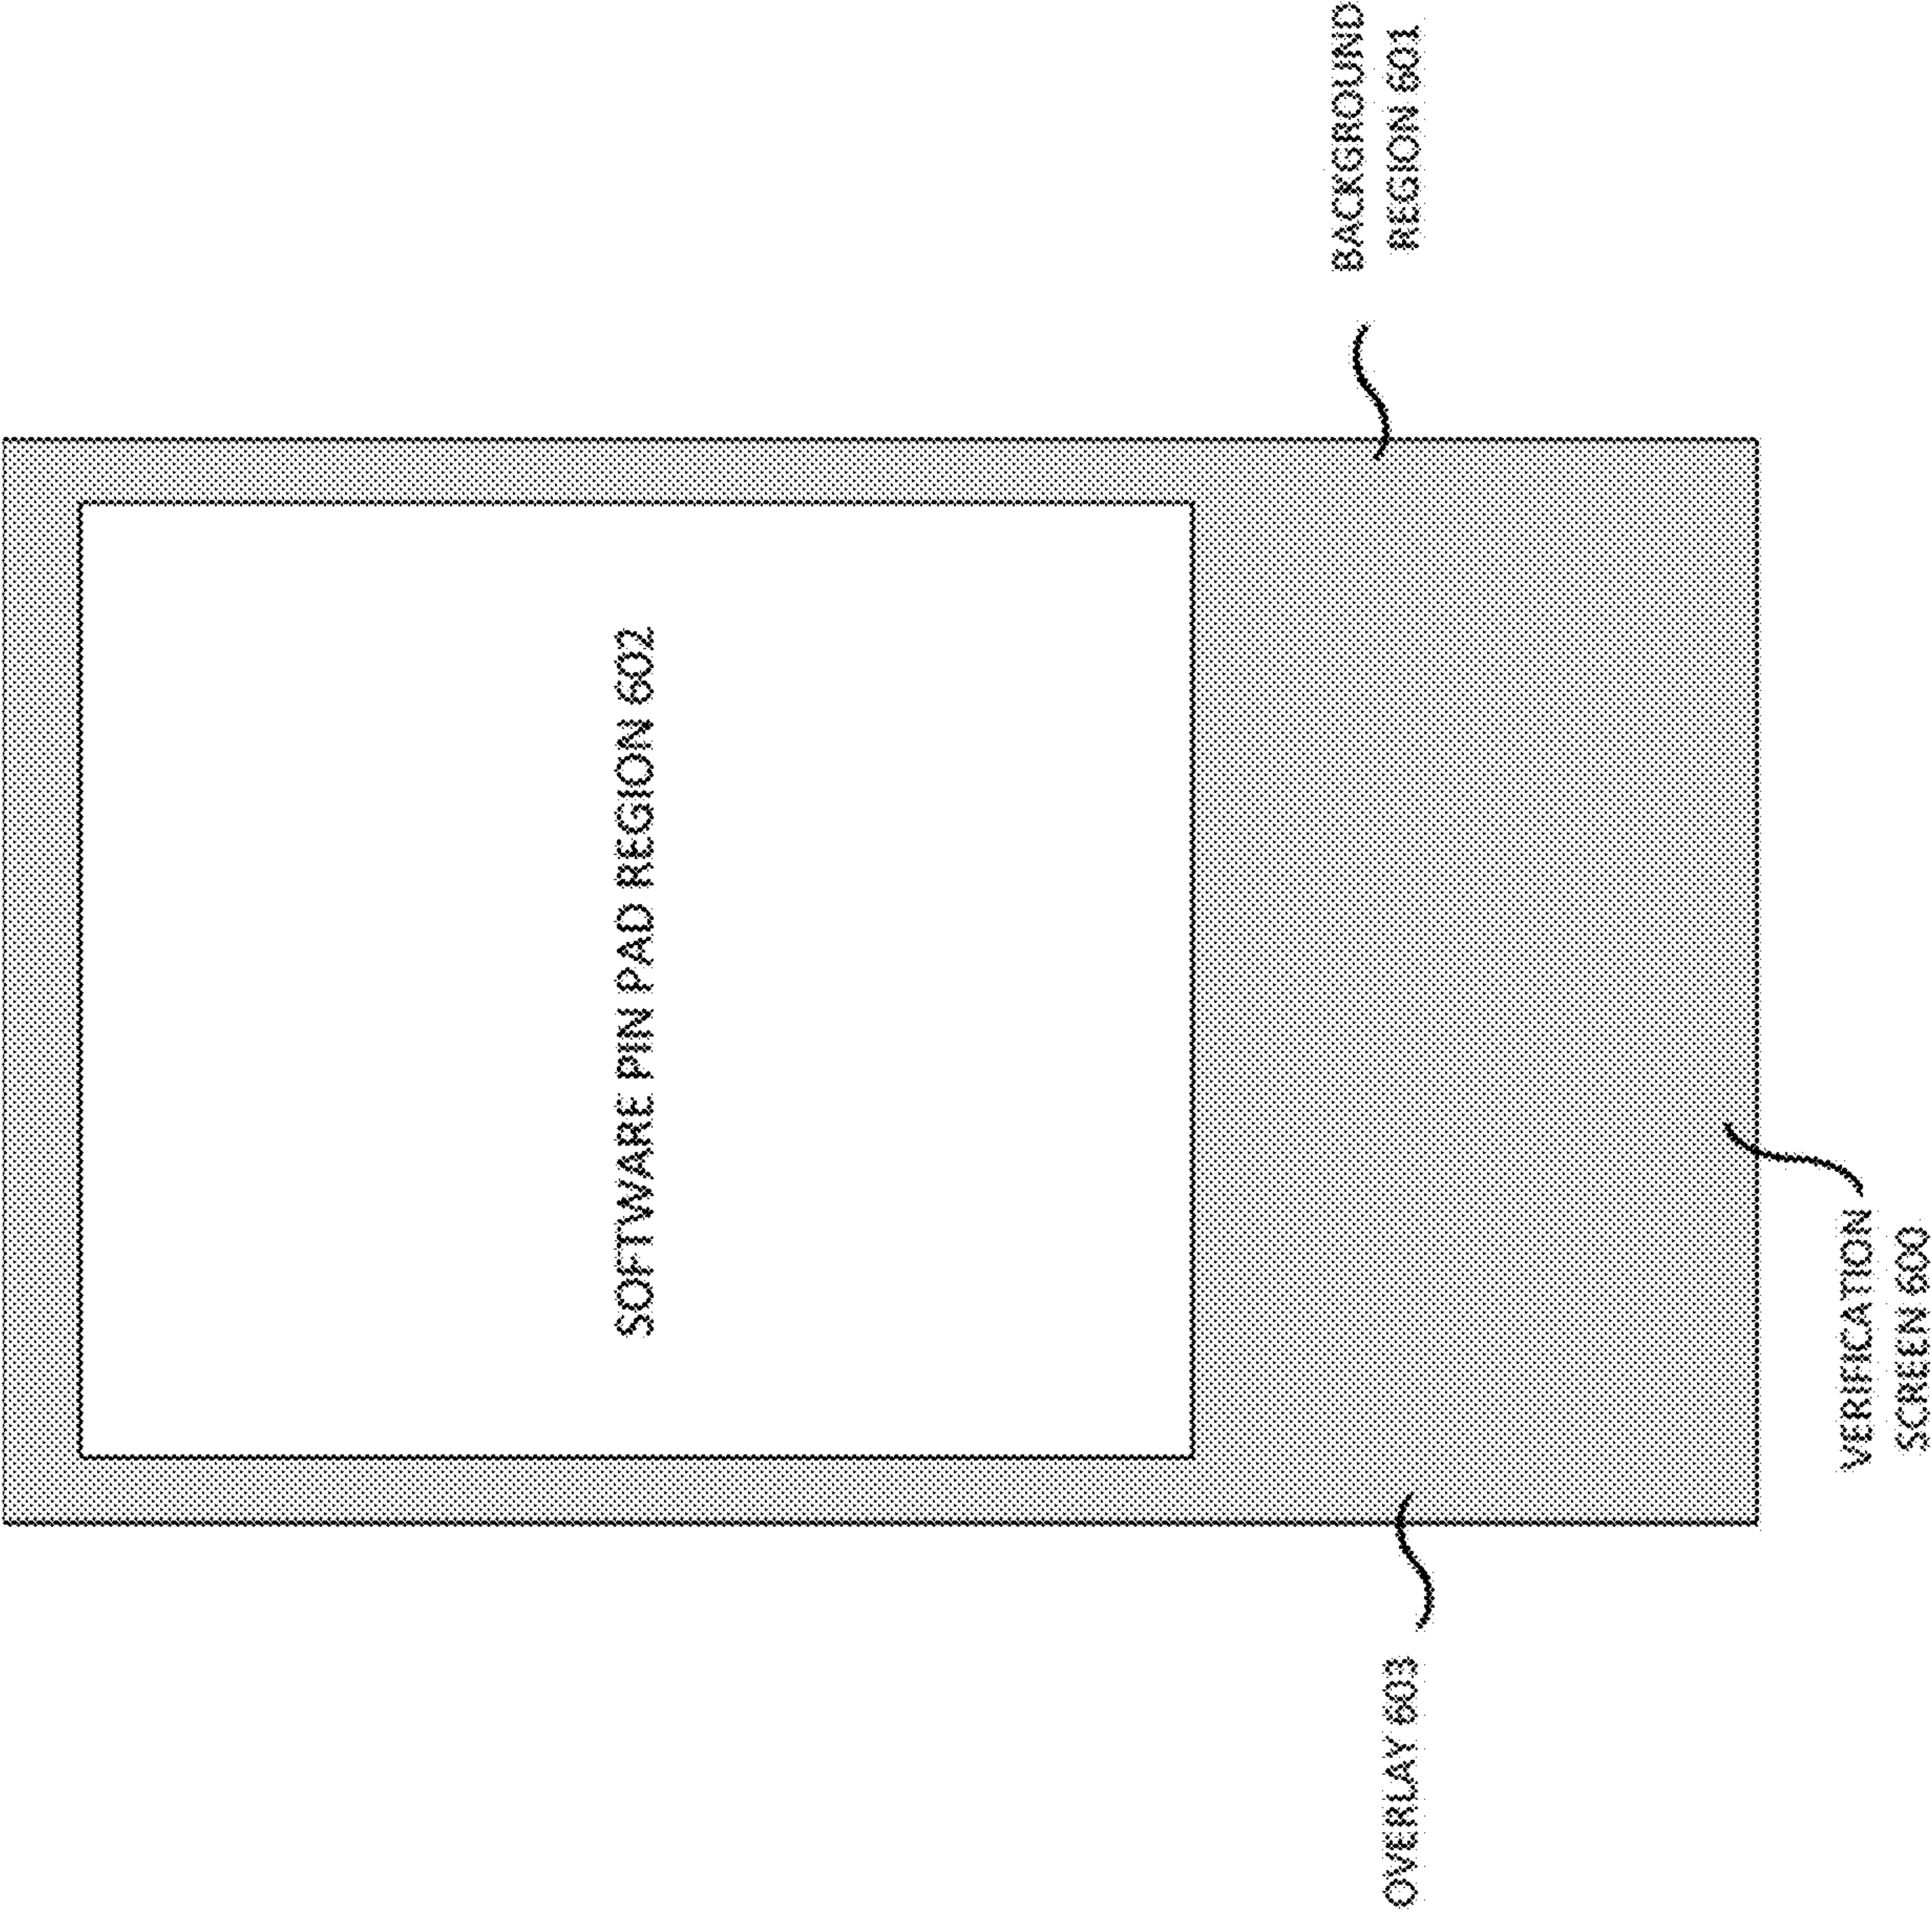 SOFTWARE PIN PAD REGION 602
BACKGROUND
REGION 601
OVERLAY 603
VERIFICATION
SCREEN 600